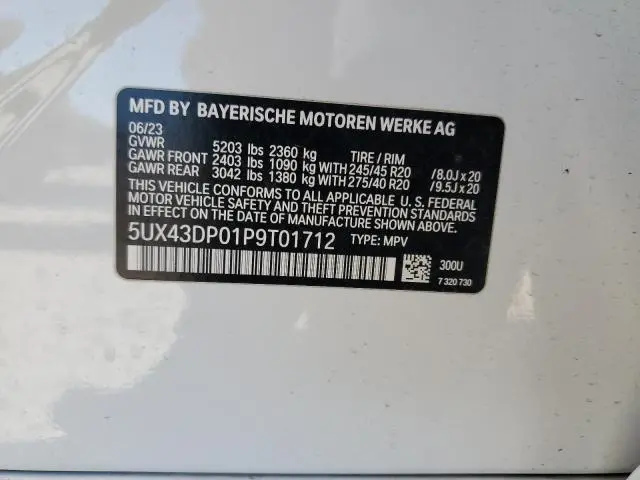 MFD BY BAYERISCHE MOTOREN WERKE AG
06/23
GVWR 5203 lbs 2360 kg TIRE / RIM
GAWR FRONT 2403 lbs 1090 kg WITH 245/45 R20 /8.0J x 20
GAWR REAR 3042 lbs 1380 kg WITH 275/40 R20 /9.5J x 20
THIS VEHICLE CONFORMS TO ALL APPLICABLE U. S. FEDERAL
MOTOR VEHICLE SAFETY AND THEFT PREVENTION STANDARDS
IN EFFECT ON THE DATE OF MANUFACTURE SHOWN ABOVE.
5UX43DP01P9T01712 TYPE: MPV
300U
7 320 730